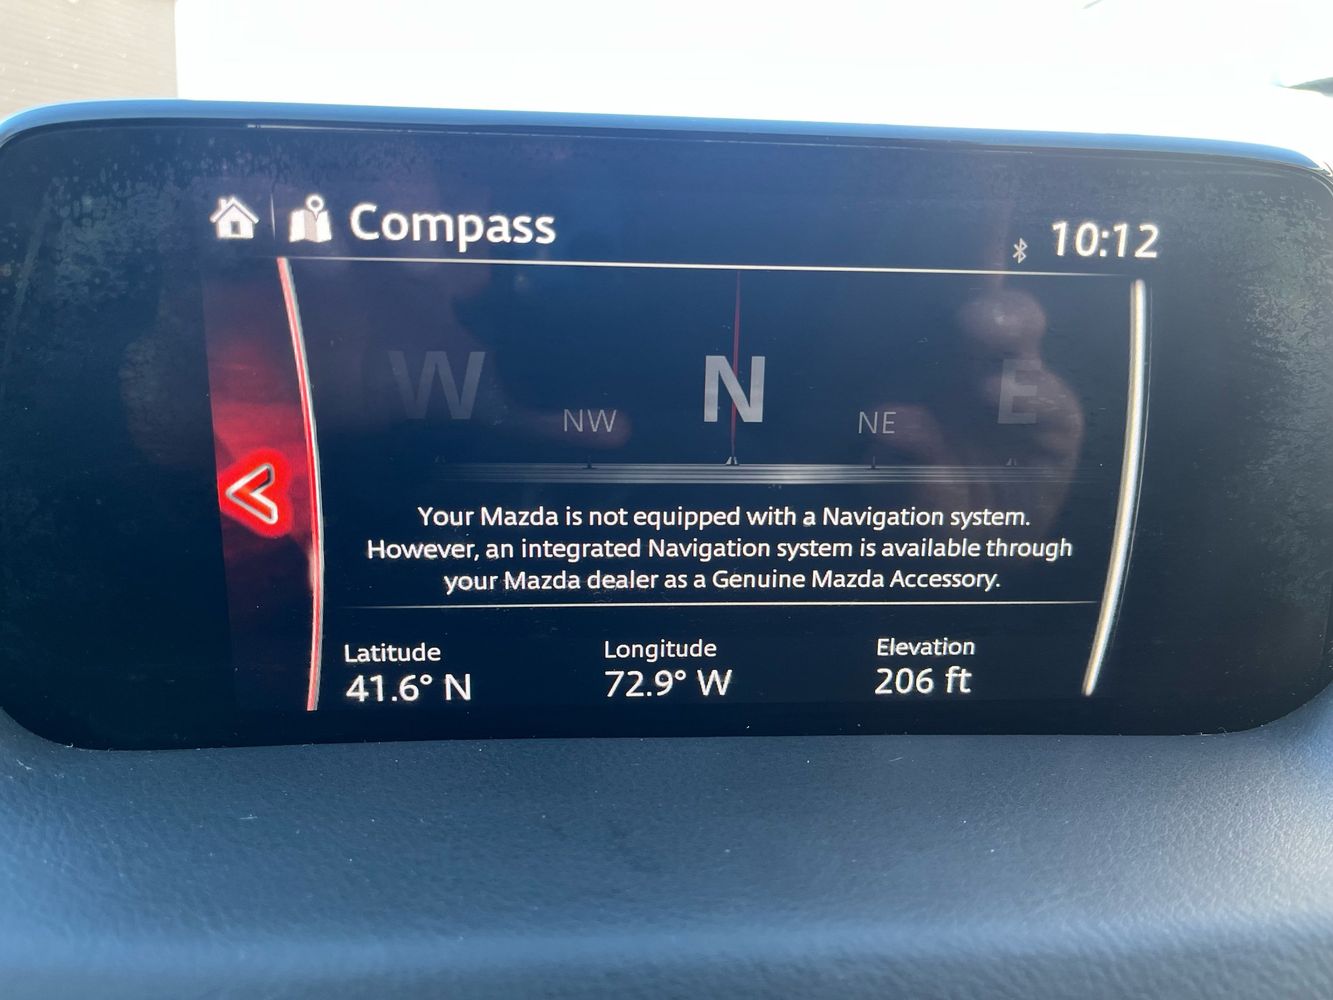 Compass
10:12
W NW N NE E
Your Mazda is not equipped with a Navigation system.
However, an integrated Navigation system is available through
your Mazda dealer as a Genuine Mazda Accessory.
Latitude Longitude Elevation
41.6° N 72.9° W 206 ft